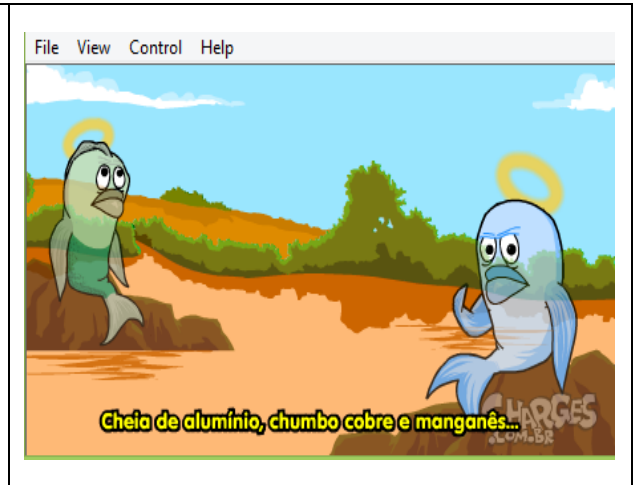 File View Control Help
Cheia de alumínio, chumbo cobre e manganês...
CHARGES
.COM.BR